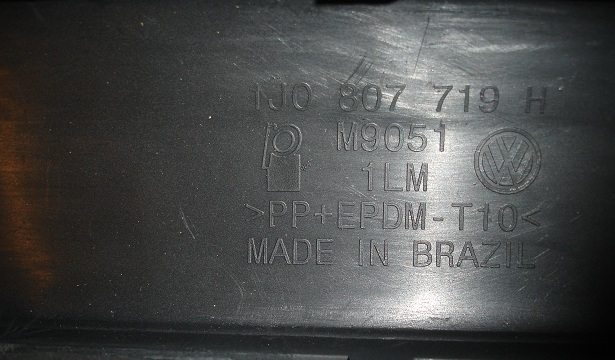 1J0 807 719 H
M9051
1LM
>PP+EPDM-T10<
MADE IN BRAZIL